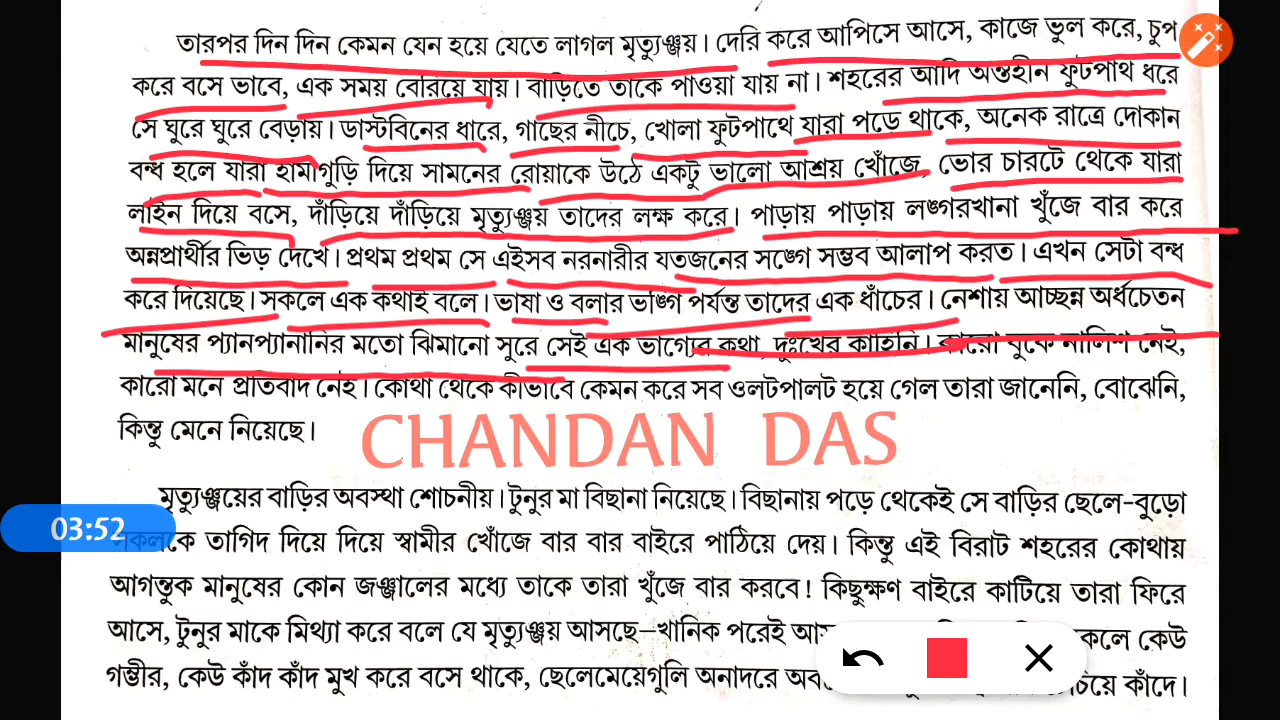 তারপর দিন দিন কেমন যেন হয়ে যেতে লাগল মৃত্যুঞ্জয়। দেরি করে আপিসে আসে, কাজে ভুল করে, চুপ
করে বসে ভাবে, এক সময় বেরিয়ে যায়। বাড়িতে তাকে পাওয়া যায় না। শহরের আদি অন্তহীন ফুটপাথ ধরে
সে ঘুরে ঘুরে বেড়ায়। ডাস্টবিনের ধারে, গাছের নীচে, খোলা ফুটপাথে যারা পড়ে থাকে, অনেক রাত্রে দোকান
বন্ধ হলে যারা হামাগুড়ি দিয়ে সামনের রোয়াকে উঠে একটু ভালো আশ্রয় খোঁজে, ভোর চারটে থেকে যারা
লাইন দিয়ে বসে, দাঁড়িয়ে দাঁড়িয়ে মৃত্যুঞ্জয় তাদের লক্ষ করে। পাড়ায় পাড়ায় লঙ্গরখানা খুঁজে বার করে
অন্নপ্রার্থীর ভিড় দেখে। প্রথম প্রথম সে এইসব নরনারীর যতজনের সঙ্গে সম্ভব আলাপ করত। এখন সেটা বন্ধ
করে দিয়েছে। সকলে এক কথাই বলে। ভাষা ও বলার ভঙ্গি পর্যন্ত তাদের এক ধাঁচের। নেশায় আচ্ছন্ন অর্ধচেতন
মানুষের প্যানপ্যানানির মতো ঝিমানো সুরে সেই এক ভাগ্যের কথা, দুঃখের কাহিনি। কারো বুকে নালিশ নেই,
কারো মনে প্রতিবাদ নেই। কোথা থেকে কীভাবে কেমন করে সব ওলটপালট হয়ে গেল তারা জানেনি, বোঝেনি,
কিন্তু মেনে নিয়েছে।
CHANDAN DAS
মৃত্যুঞ্জয়ের বাড়ির অবস্থা শোচনীয়। টুনুর মা বিছানা নিয়েছে। বিছানায় পড়ে থেকেই সে বাড়ির ছেলে-বুড়ো
03:52
সকলকে তাগিদ দিয়ে দিয়ে স্বামীর খোঁজে বার বার বাইরে পাঠিয়ে দেয়। কিন্তু এই বিরাট শহরের কোথায়
আগন্তুক মানুষের কোন জঞ্জালের মধ্যে তাকে তারা খুঁজে বার করবে! কিছুক্ষণ বাইরে কাটিয়ে তারা ফিরে
আসে, টুনুর মাকে মিথ্যা করে বলে যে মৃত্যুঞ্জয় আসছে—খানিক পরেই কলে কেউ
গম্ভীর, কেউ কাঁদ কাঁদ মুখ করে বসে থাকে, ছেলেমেয়েগুলি অনাদরে কাঁদে।